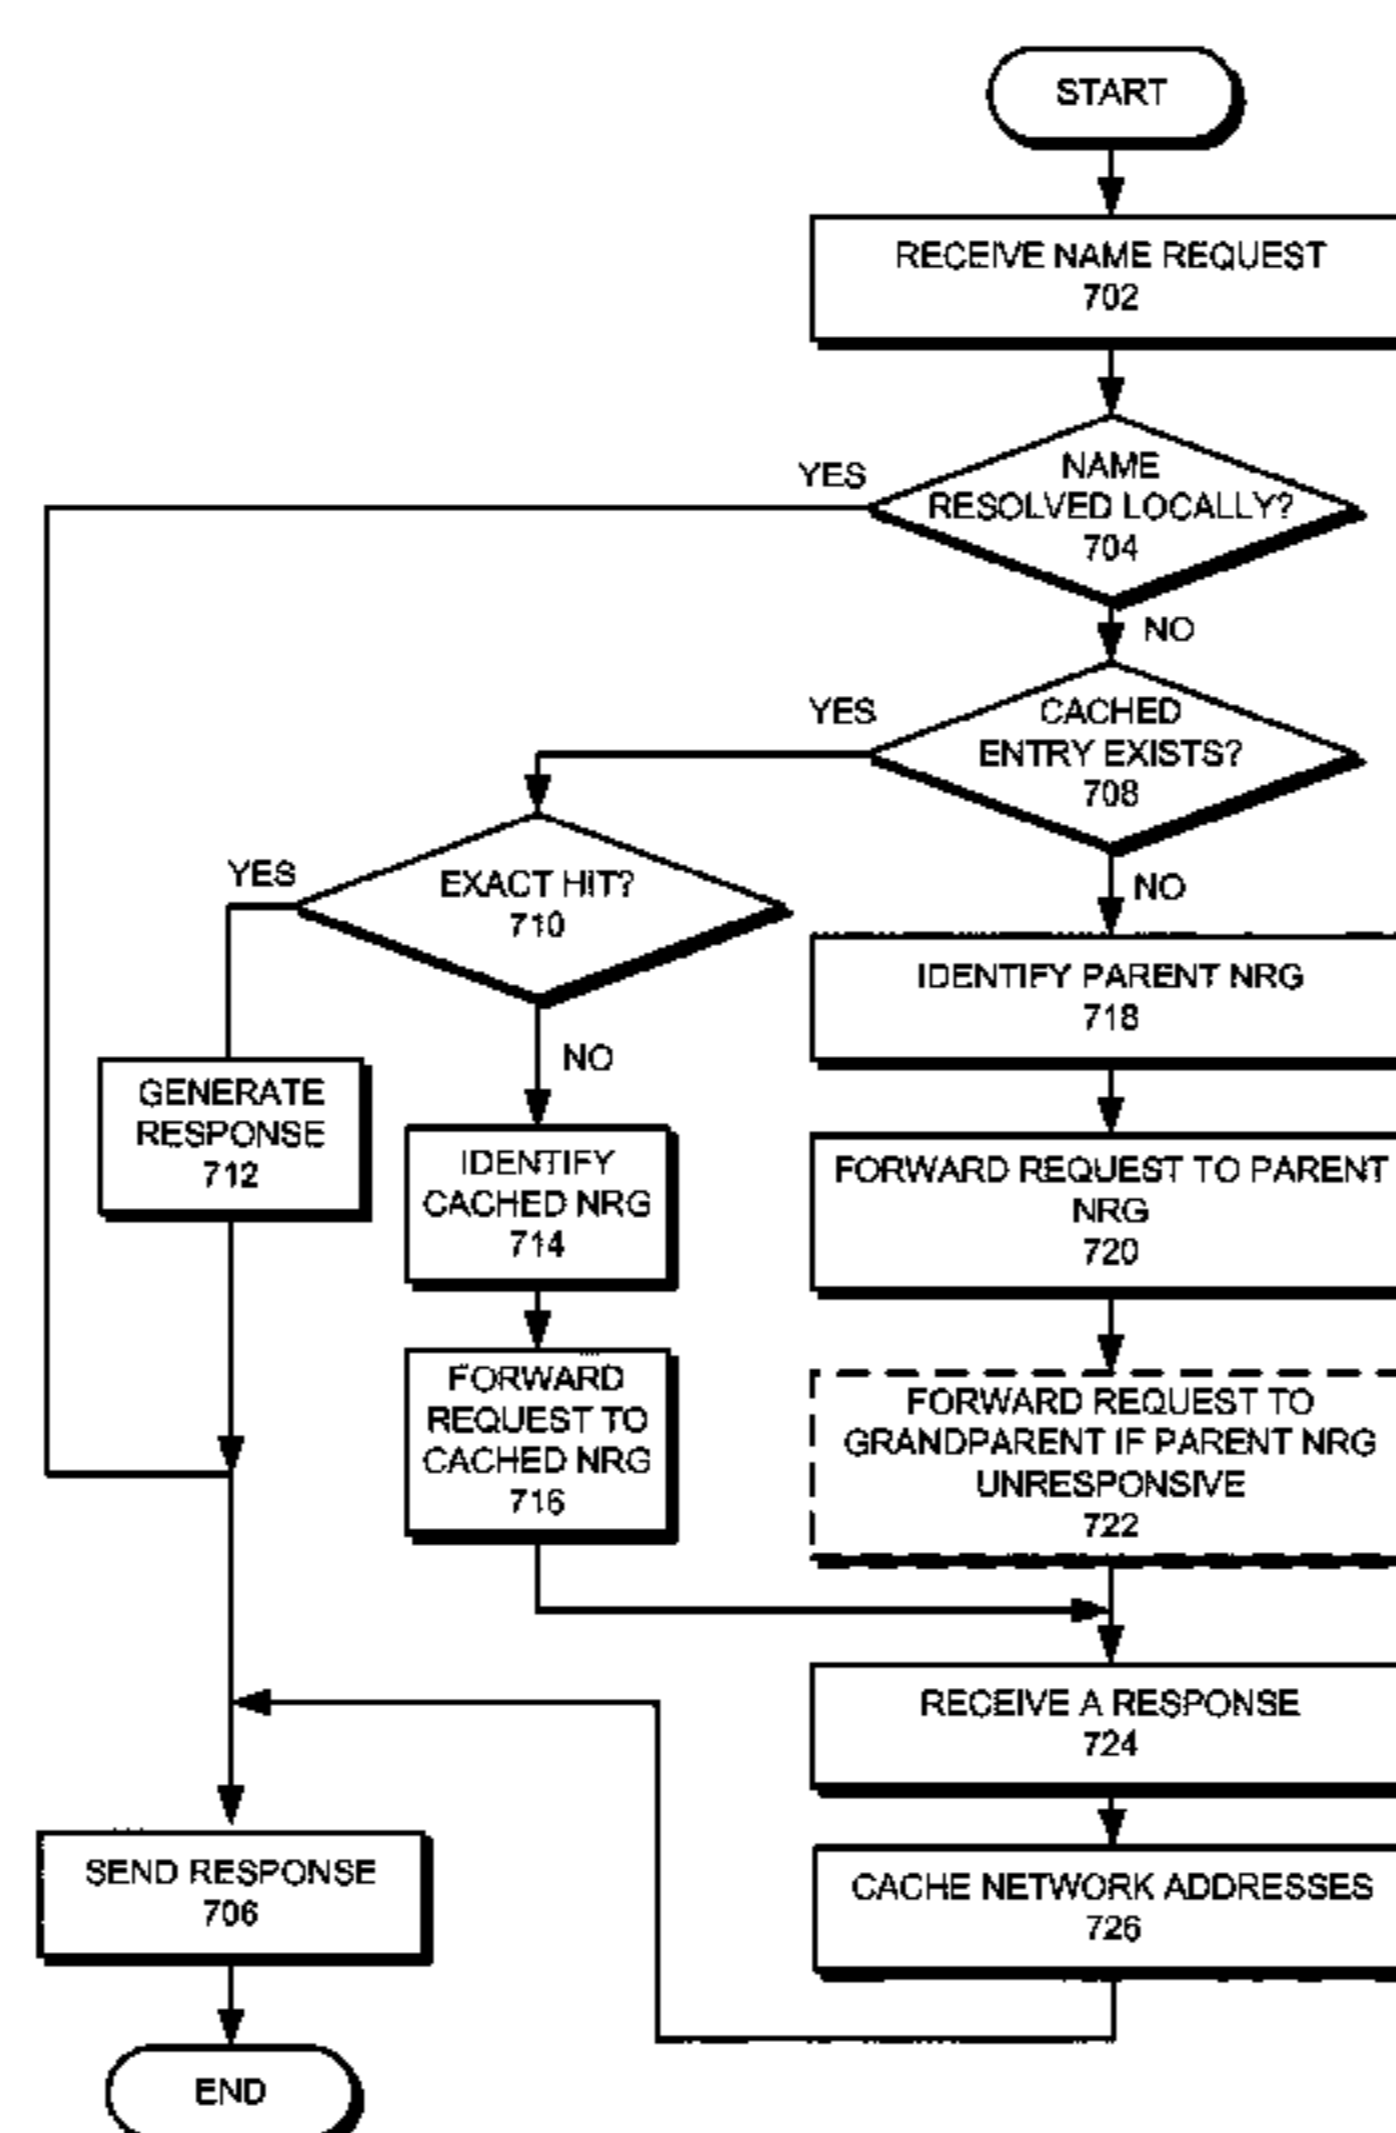 START
RECEIVE NAME REQUEST
702
YES
NAME
RESOLVED LOCALLY?
704
NO
YES
CACHED
ENTRY EXISTS?
708
YES
EXACT HIT?
710
NO
NO
IDENTIFY PARENT NRG
718
GENERATE
RESPONSE
712
IDENTIFY
CACHED NRG
714
FORWARD REQUEST TO PARENT
NRG
720
FORWARD
REQUEST TO
CACHED NRG
716
FORWARD REQUEST TO
GRANDPARENT IF PARENT NRG
UNRESPONSIVE
722
RECEIVE A RESPONSE
724
SEND RESPONSE
706
CACHE NETWORK ADDRESSES
726
END